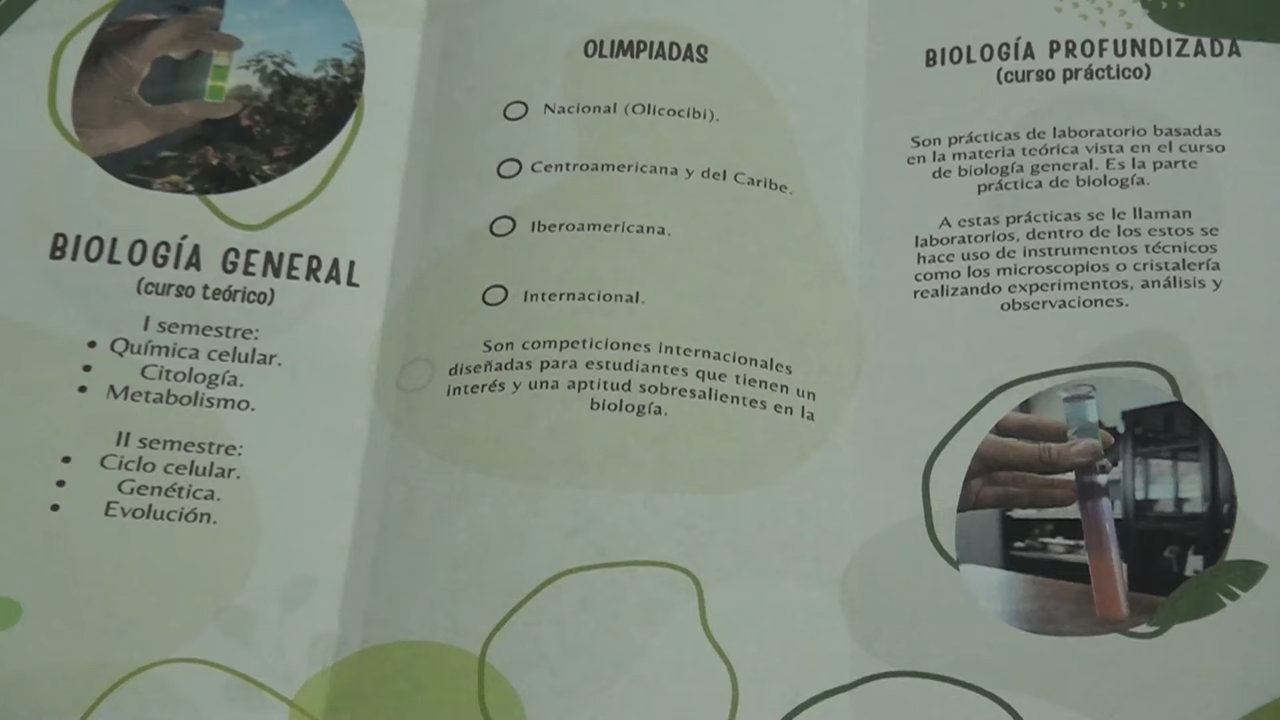 BIOLOGÍA GENERAL
(curso teórico)
I semestre:
• Química celular.
• Citología.
• Metabolismo.
II semestre:
• Ciclo celular.
• Genética.
• Evolución.
OLIMPIADAS
Nacional (Olicocibi).
Centroamericana y del Caribe.
Iberoamericana.
Internacional.
Son competiciones internacionales
diseñadas para estudiantes que tienen un
interés y una aptitud sobresalientes en la
biología.
BIOLOGÍA PROFUNDIZADA
(curso práctico)
Son prácticas de laboratorio basadas
en la materia teórica vista en el curso
de biología general. Es la parte
práctica de biología.
A estas prácticas se le llaman
laboratorios, dentro de los estos se
hace uso de instrumentos técnicos
como los microscopios o cristalería
realizando experimentos, análisis y
observaciones.